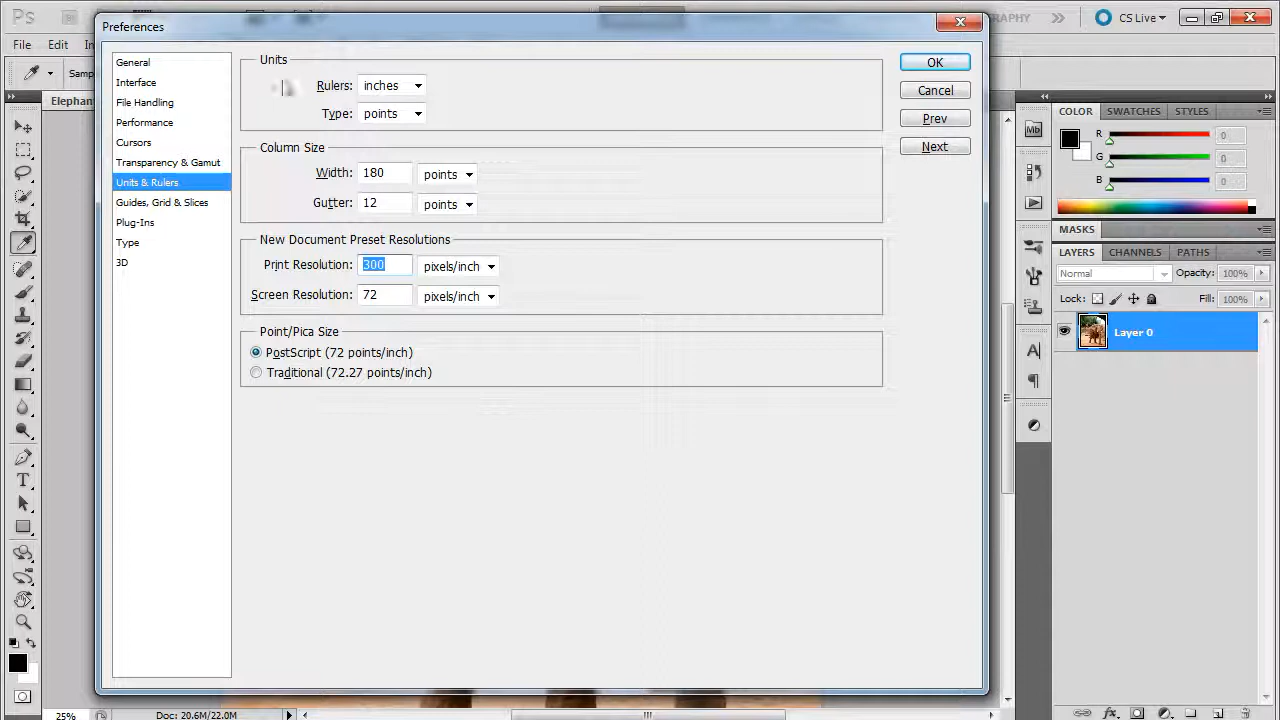 Ps
Br
GRAPHY
CS Live
Preferences
File Edit
Samp
Elephan
General
Interface
File Handling
Performance
Cursors
Transparency & Gamut
Units & Rulers
Guides, Grid & Slices
Plug-Ins
Type
3D
Units
Rulers: inches
Type: points
Column Size
Width: 180 points
Gutter: 12 points
New Document Preset Resolutions
Print Resolution: 300 pixels/inch
Screen Resolution: 72 pixels/inch
Point/Pica Size
PostScript (72 points/inch)
Traditional (72.27 points/inch)
OK
Cancel
Prev
Next
Mb
COLOR SWATCHES STYLES
R 0
G 0
B 0
MASKS
LAYERS CHANNELS PATHS
Normal Opacity: 100%
Lock: Fill: 100%
Layer 0
25% Doc: 20.6M/22.0M